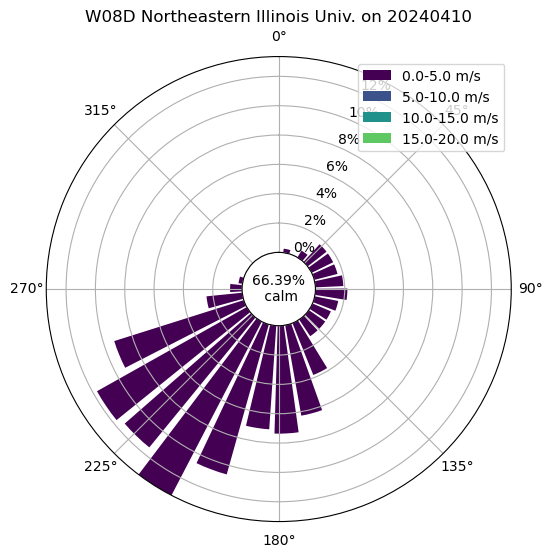 W08D Northeastern Illinois Univ. on 20240410
0°
0.0-5.0 m/s
5.0-10.0 m/s
10.0-15.0 m/s
15.0-20.0 m/s
315°
45°
12%
10%
8%
6%
4%
2%
0%
66.39%
calm
270°
90°
225°
135°
180°